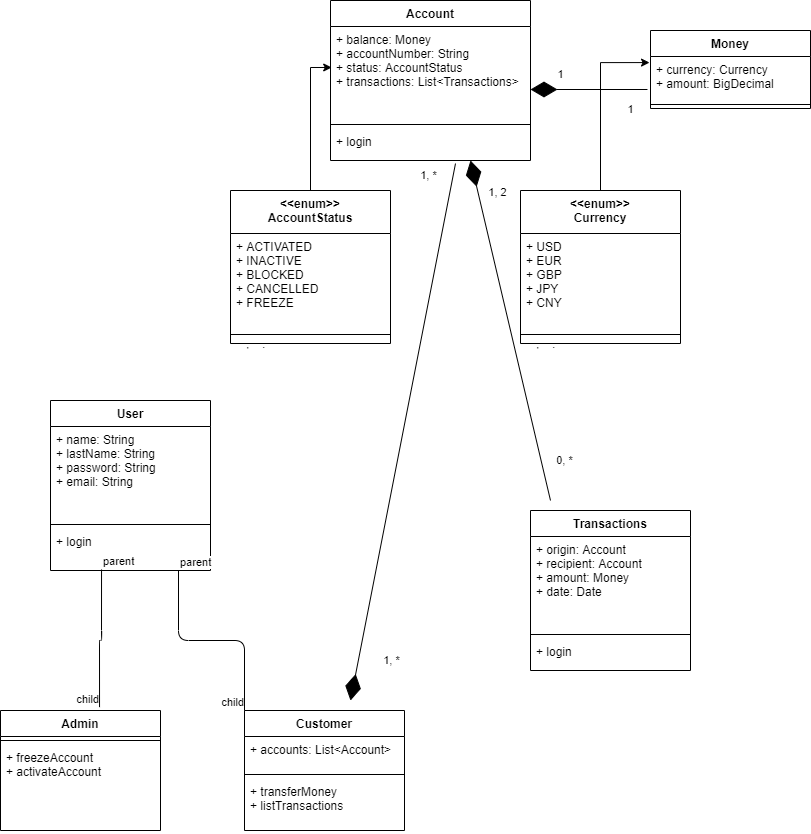 Account
+ balance: Money
+ accountNumber: String
+ status: AccountStatus
+ transactions: List<Transactions>
+ login
Money
+ currency: Currency
+ amount: BigDecimal
1
1
1, *
1, 2
<<enum>>
AccountStatus
+ ACTIVATED
+ INACTIVE
+ BLOCKED
+ CANCELLED
+ FREEZE
<<enum>>
Currency
+ USD
+ EUR
+ GBP
+ JPY
+ CNY
User
+ name: String
+ lastName: String
+ password: String
+ email: String
+ login
parent
parent
0, *
Transactions
+ origin: Account
+ recipient: Account
+ amount: Money
+ date: Date
+ login
1, *
child
child
Admin
+ freezeAccount
+ activateAccount
Customer
+ accounts: List<Account>
+ transferMoney
+ listTransactions